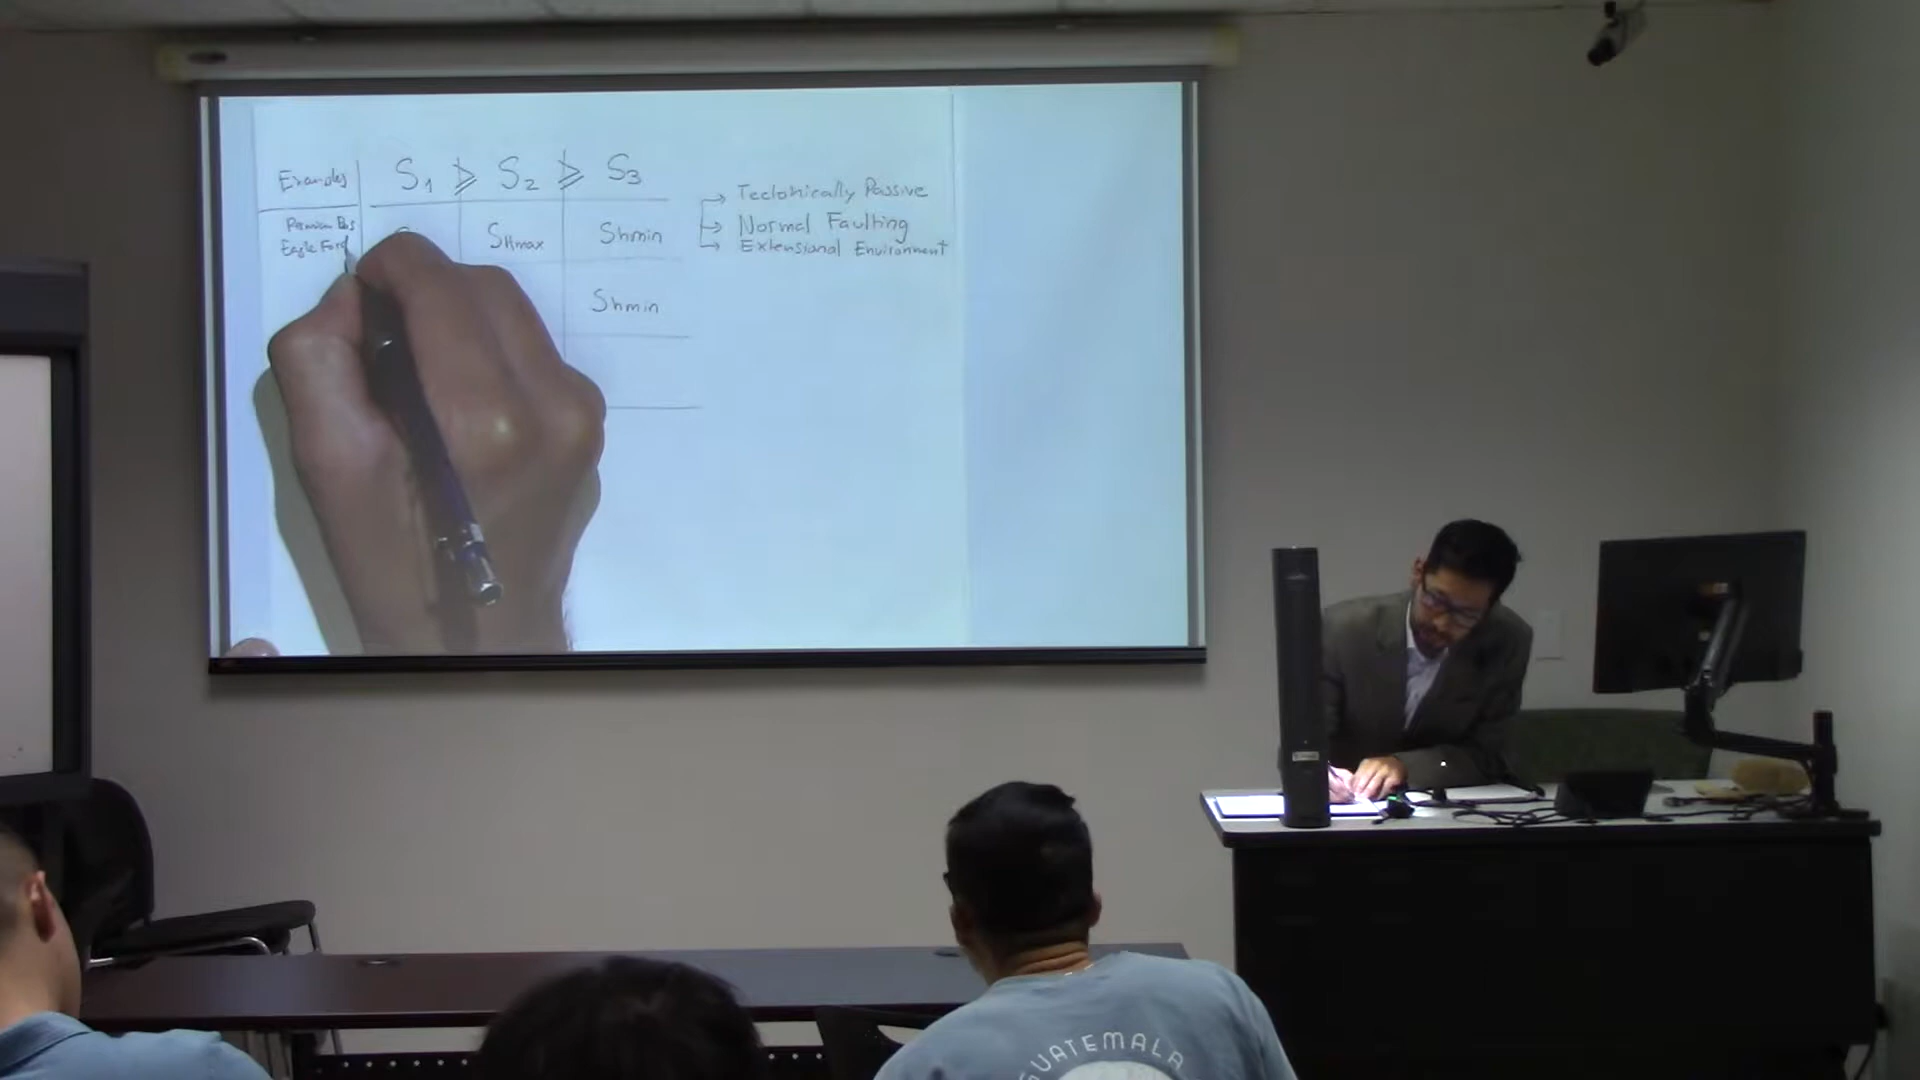 Examples S1 ≥ S2 ≥ S3
Permian Bas
Eagle Ford
SHmax Shmin
Shmin
→ Tectonically Passive
→ Normal Faulting
→ Extensional Environment
GUATEMALA